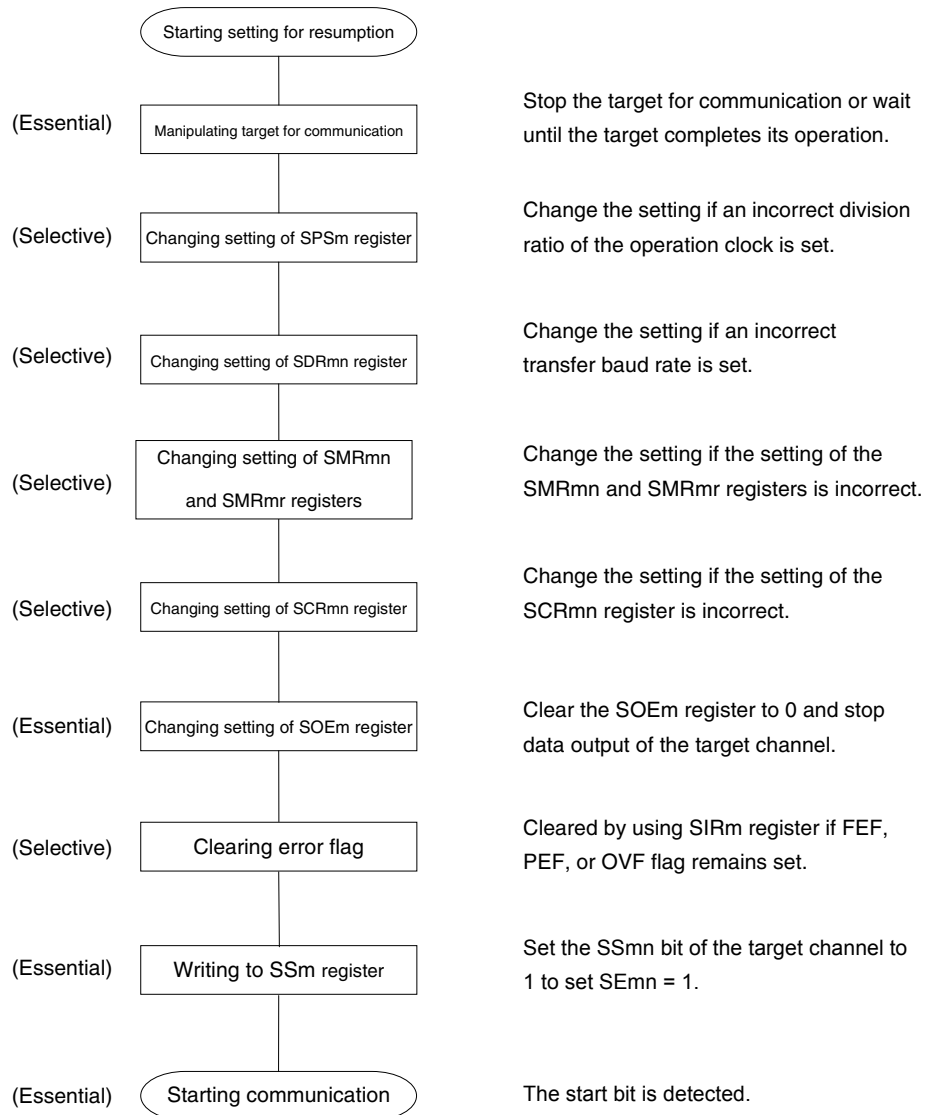 Starting setting for resumption
(Essential)
Manipulating target for communication
Stop the target for communication or wait
until the target completes its operation.
(Selective)
Changing setting of SPSm register
Change the setting if an incorrect division
ratio of the operation clock is set.
(Selective)
Changing setting of SDRmn register
Change the setting if an incorrect
transfer baud rate is set.
(Selective)
Changing setting of SMRmn
and SMRmr registers
Change the setting if the setting of the
SMRmn and SMRmr registers is incorrect.
(Selective)
Changing setting of SCRmn register
Change the setting if the setting of the
SCRmn register is incorrect.
(Essential)
Changing setting of SOEm register
Clear the SOEm register to 0 and stop
data output of the target channel.
(Selective)
Clearing error flag
Cleared by using SIRm register if FEF,
PEF, or OVF flag remains set.
(Essential)
Writing to SSm register
Set the SSmn bit of the target channel to
1 to set SEmn = 1.
(Essential)
Starting communication
The start bit is detected.